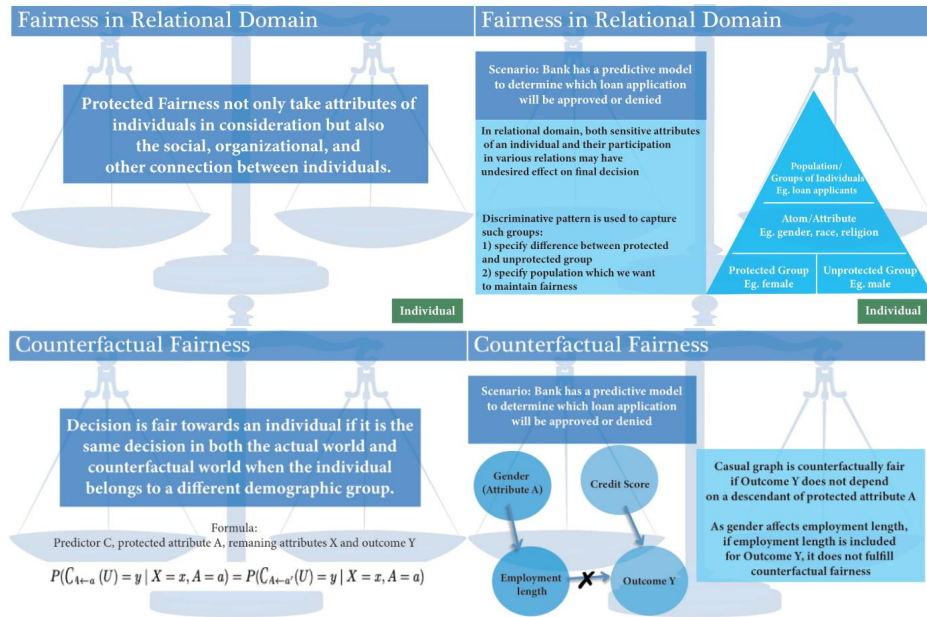 Fairness in Relational Domain
Protected Fairness not only take attributes of
individuals in consideration but also
the social, organizational, and
other connection between individuals.
Individual
Fairness in Relational Domain
Scenario: Bank has a predictive model
to determine which loan application
will be approved or denied
In relational domain, both sensitive attributes
of an individual and their participation
in various relations may have
undesired effect on final decision
Discriminative pattern is used to capture
such groups:
1) specify difference between protected
and unprotected group
2) specify population which we want
to maintain fairness
Population/
Groups of Individuals
Eg. loan applicants
Atom/Attribute
Eg. gender, race, religion
Protected Group
Eg. female
Unprotected Group
Eg. male
Individual
Counterfactual Fairness
Decision is fair towards an individual if it is the
same decision in both the actual world and
counterfactual world when the individual
belongs to a different demographic group.
Formula:
Predictor C, protected attribute A, remaning attributes X and outcome Y
P(C_{A←a}(U) = y | X = x, A = a) = P(C_{A←a'}(U) = y | X = x, A = a)
Counterfactual Fairness
Scenario: Bank has a predictive model
to determine which loan application
will be approved or denied
Gender
(Attribute A)
Credit Score
Employment
length
Outcome Y
Casual graph is counterfactually fair
if Outcome Y does not depend
on a descendant of protected attribute A
As gender affects employment length,
if employment length is included
for Outcome Y, it does not fulfill
counterfactual fairness